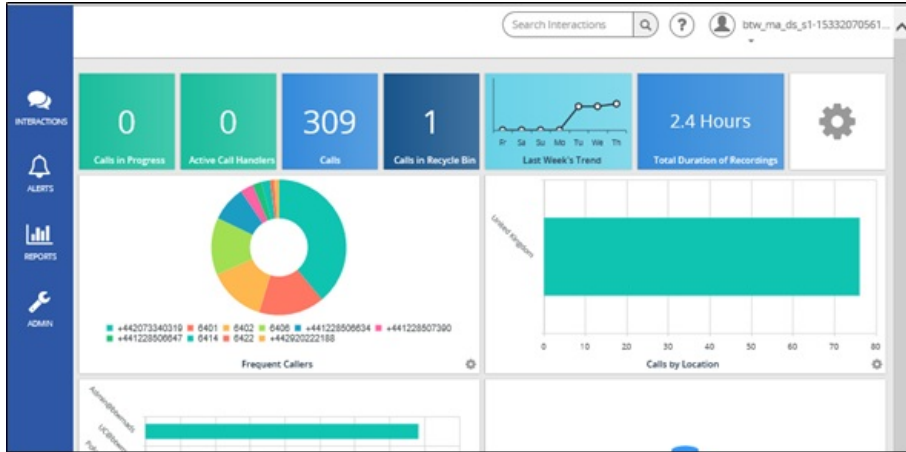 Search Interactions
?
btw_ma_ds_s1-15332070561...
INTERACTIONS
ALERTS
REPORTS
ADMIN
0
Calls in Progress
0
Active Call Handlers
309
Calls
1
Calls in Recycle Bin
Fr Sa Su Mo Tu We Th
Last Week's Trend
2.4 Hours
Total Duration of Recordings
+442073340319 6401 6402 6406 +441228506634 +441228507390
+441228506647 6414 6422 +442920222188
Frequent Callers
United Kingdom
0 10 20 30 40 50 60 70 80
Calls by Location
Admin@btwmads